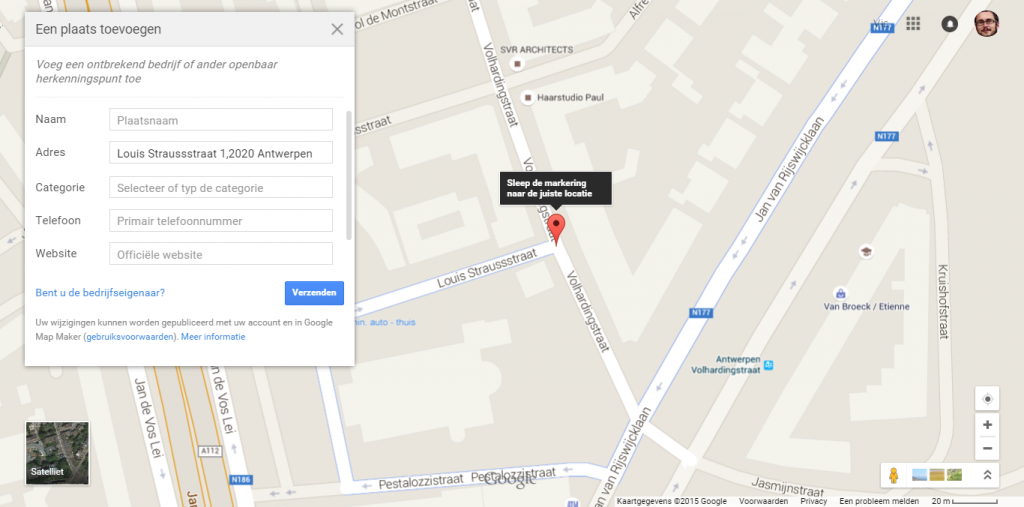 Een plaats toevoegen
Voeg een ontbrekend bedrijf of ander openbaar
herkenningspunt toe
Naam
Plaatsnaam
Adres
Louis Straussstraat 1,2020 Antwerpen
Categorie
Selecteer of typ de categorie
Telefoon
Primair telefoonnummer
Website
Officiële website
Bent u de bedrijfseigenaar?
Verzenden
Uw wijzigingen kunnen worden gepubliceerd met uw account en in Google
Map Maker (gebruiksvoorwaarden). Meer informatie
ol de Montstraat
Volhardingstraat
SVR ARCHITECTS
Haarstudio Paul
sstraat
N177
N177
Jan van Rijswijcklaan
Sleep de markering
naar de juiste locatie
Louis Straussstraat
Volhardingstraat
min. auto - thuis
N177
Van Broeck / Etienne
Kruishofstraat
Antwerpen
Volhardingstraat
Jan de Vos Lei
Jan de Vos Lei
A112
N186
Satelliet
Pestalozzistraat
Pestalozzistraat
Google
Jan van Rijswijcklaan
Jasmijnstraat
Kaartgegevens ©2015 Google Voorwaarden Privacy Een probleem melden 20 m